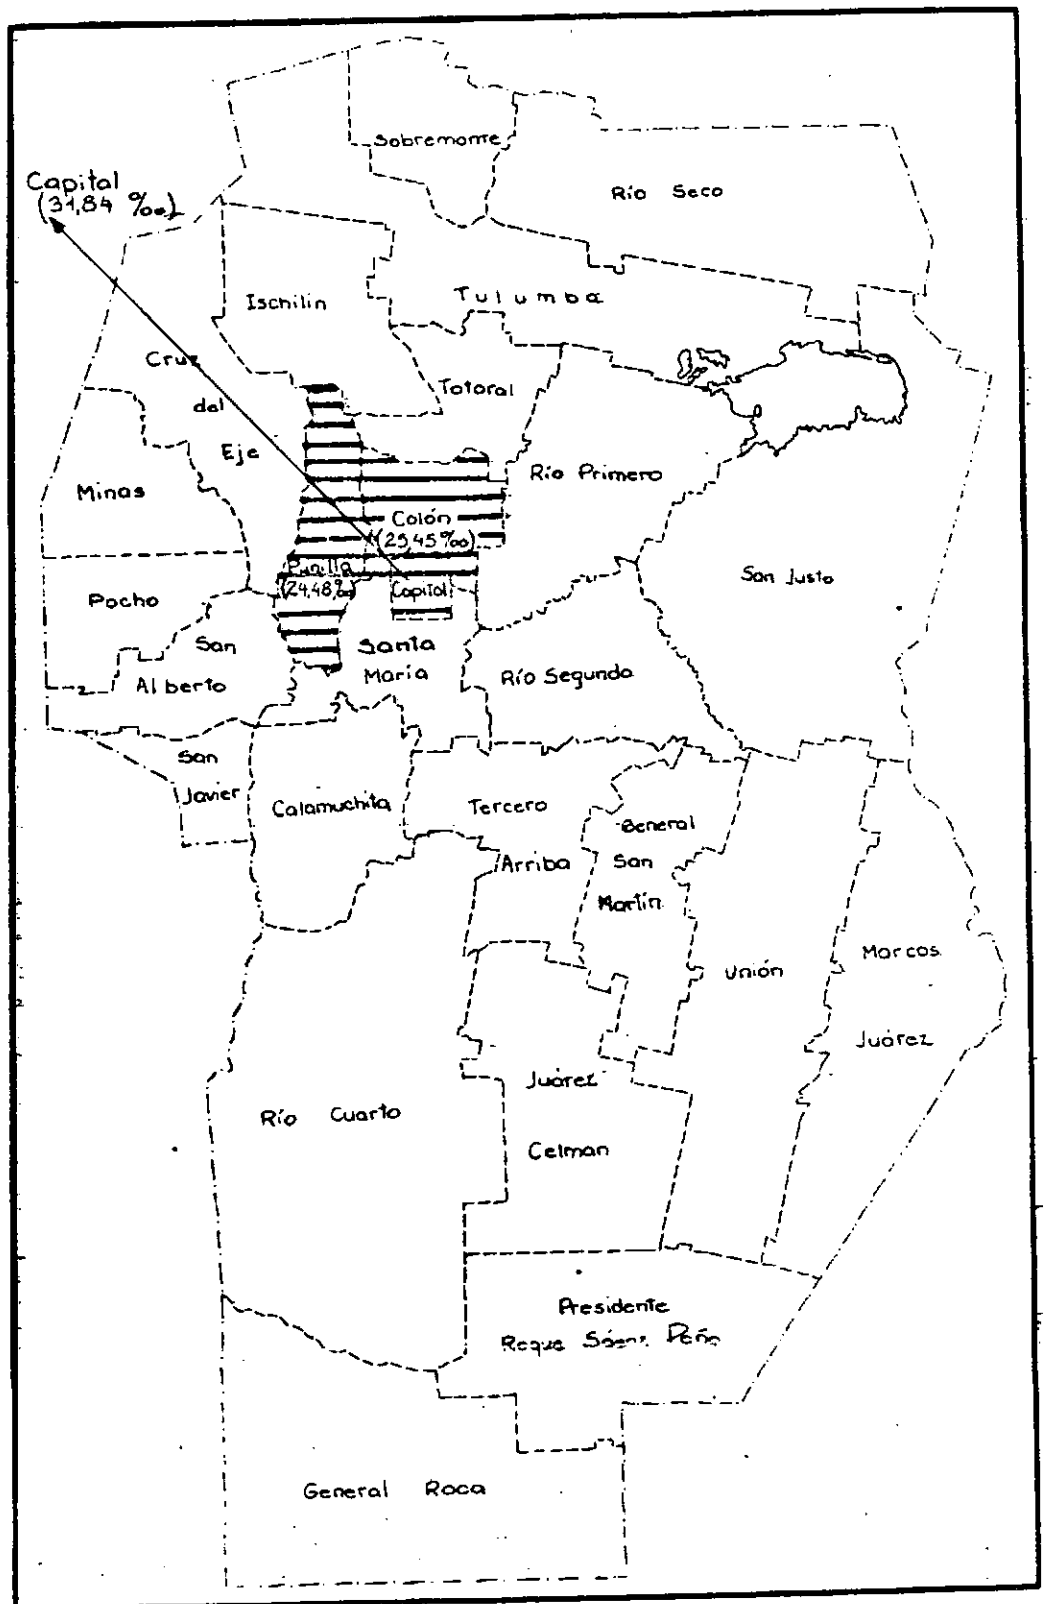 Sobremonte
Río Seco
Capital
(31,84 ‰)
Ischilín
Tulumba
Cruz
del
Eje
Totoral
Minas
Río Primero
Colón
(25,45 ‰)
Punilla
(24,48 ‰)
Capital
San Justo
Pocho
San
Alberto
Santa
María
Río Segundo
San
Javier
Calamuchita
Tercero
Arriba
General
San
Martín
Unión
Marcos
Juárez
Juárez
Celman
Río Cuarto
Presidente
Roque Sáenz Peña
General Roca